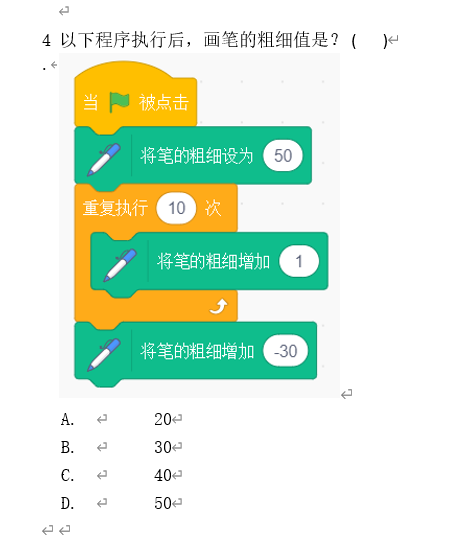 4 以下程序执行后，画笔的粗细值是？(    )
.
当 被点击
将笔的粗细设为 50
重复执行 10 次
将笔的粗细增加 1
将笔的粗细增加 -30
A. 20
B. 30
C. 40
D. 50